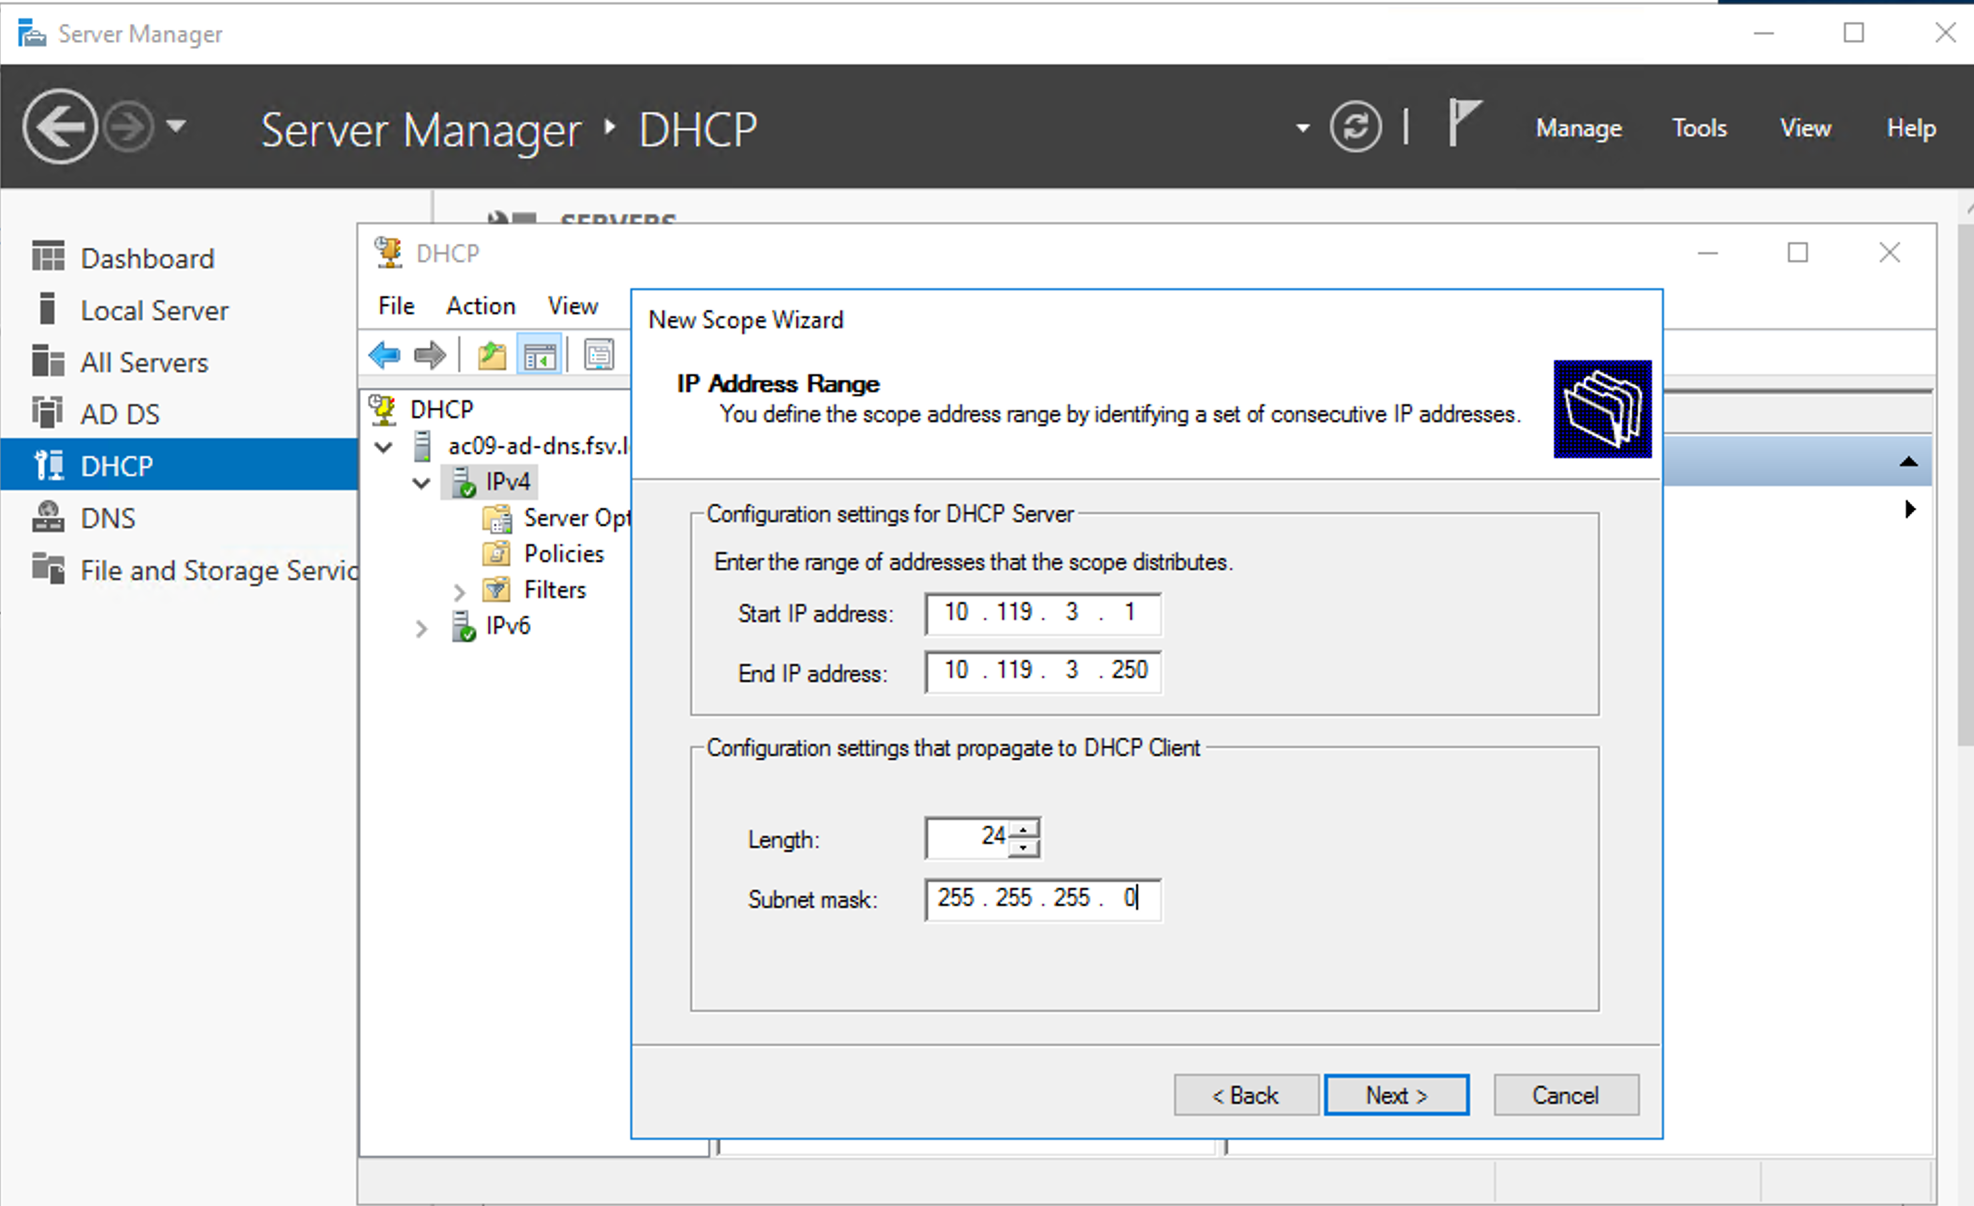 Server Manager
Server Manager ‣ DHCP
Manage Tools View Help
SERVERS
Dashboard
Local Server
All Servers
AD DS
DHCP
DNS
File and Storage Servic
DHCP
File Action View
DHCP
ac09-ad-dns.fsv.l
IPv4
Server Opt
Policies
Filters
IPv6
New Scope Wizard
IP Address Range
You define the scope address range by identifying a set of consecutive IP addresses.
Configuration settings for DHCP Server
Enter the range of addresses that the scope distributes.
Start IP address: 10 . 119 . 3 . 1
End IP address: 10 . 119 . 3 . 250
Configuration settings that propagate to DHCP Client
Length: 24
Subnet mask: 255 . 255 . 255 . 0
< Back Next > Cancel